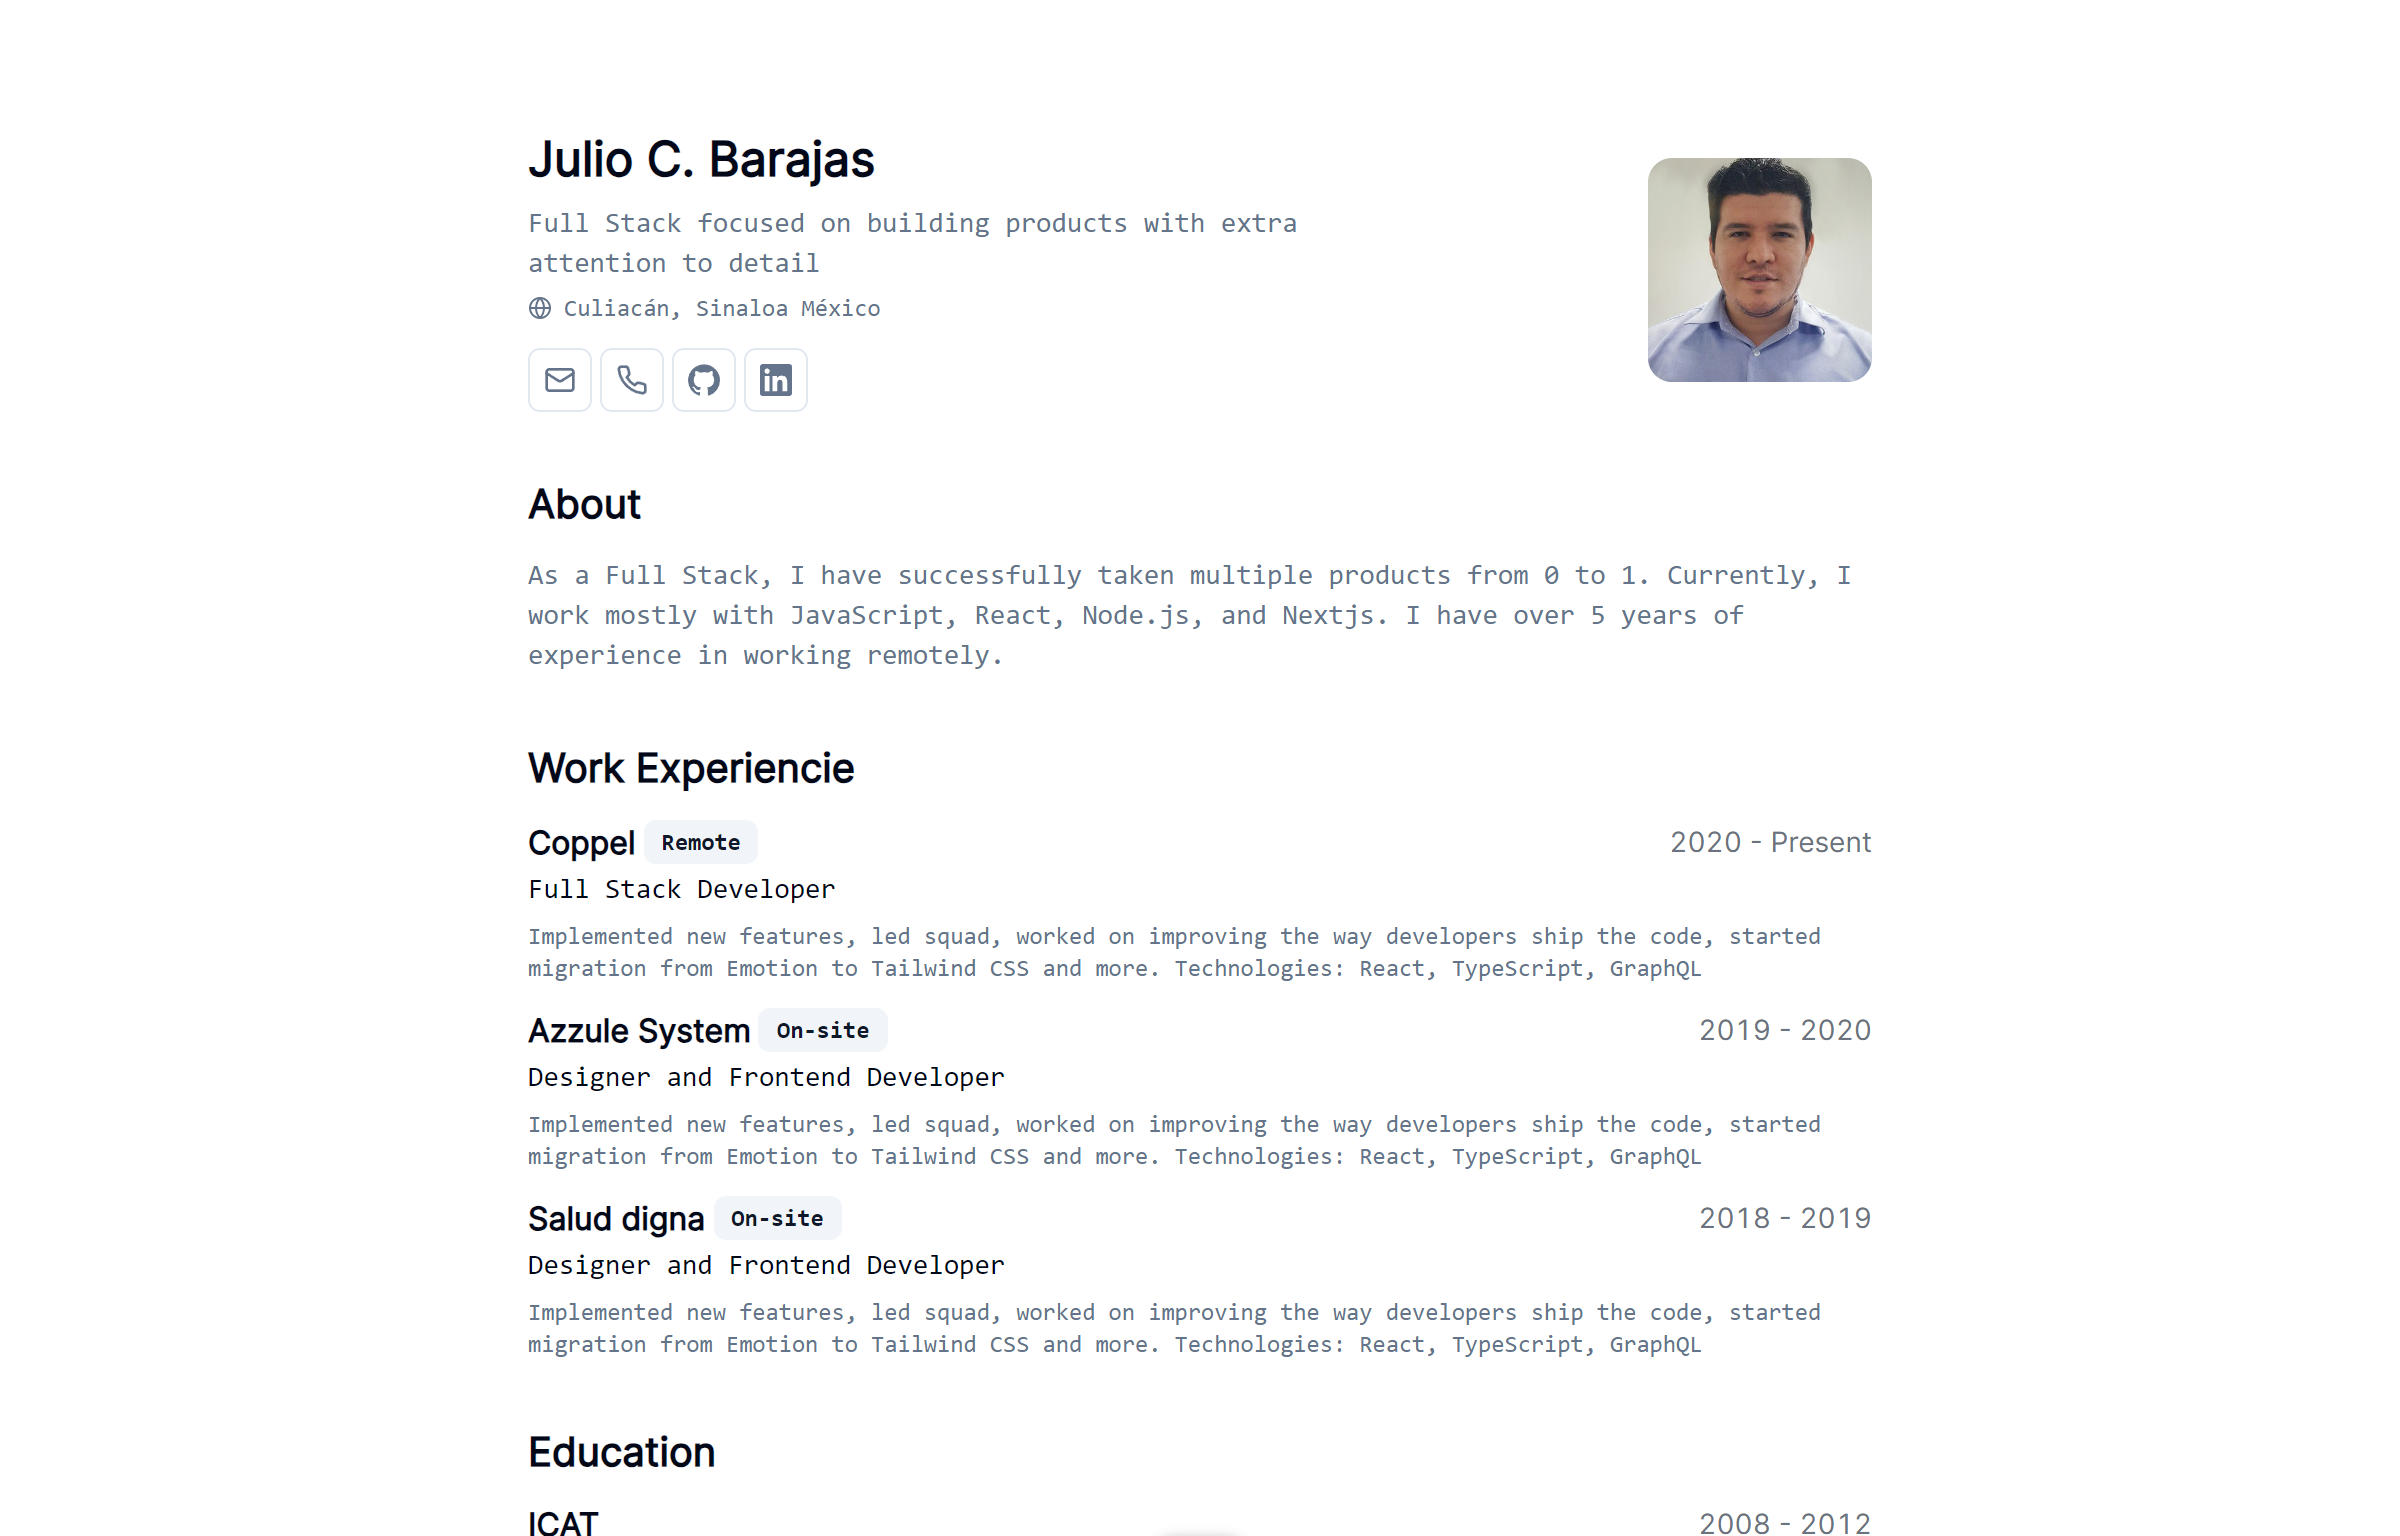 Julio C. Barajas
Full Stack focused on building products with extra
attention to detail
Culiacán, Sinaloa México
in
About
As a Full Stack, I have successfully taken multiple products from 0 to 1. Currently, I
work mostly with JavaScript, React, Node.js, and Nextjs. I have over 5 years of
experience in working remotely.
Work Experiencie
Coppel Remote 2020 - Present
Full Stack Developer
Implemented new features, led squad, worked on improving the way developers ship the code, started
migration from Emotion to Tailwind CSS and more. Technologies: React, TypeScript, GraphQL
Azzule System On-site 2019 - 2020
Designer and Frontend Developer
Implemented new features, led squad, worked on improving the way developers ship the code, started
migration from Emotion to Tailwind CSS and more. Technologies: React, TypeScript, GraphQL
Salud digna On-site 2018 - 2019
Designer and Frontend Developer
Implemented new features, led squad, worked on improving the way developers ship the code, started
migration from Emotion to Tailwind CSS and more. Technologies: React, TypeScript, GraphQL
Education
ICAT 2008 - 2012